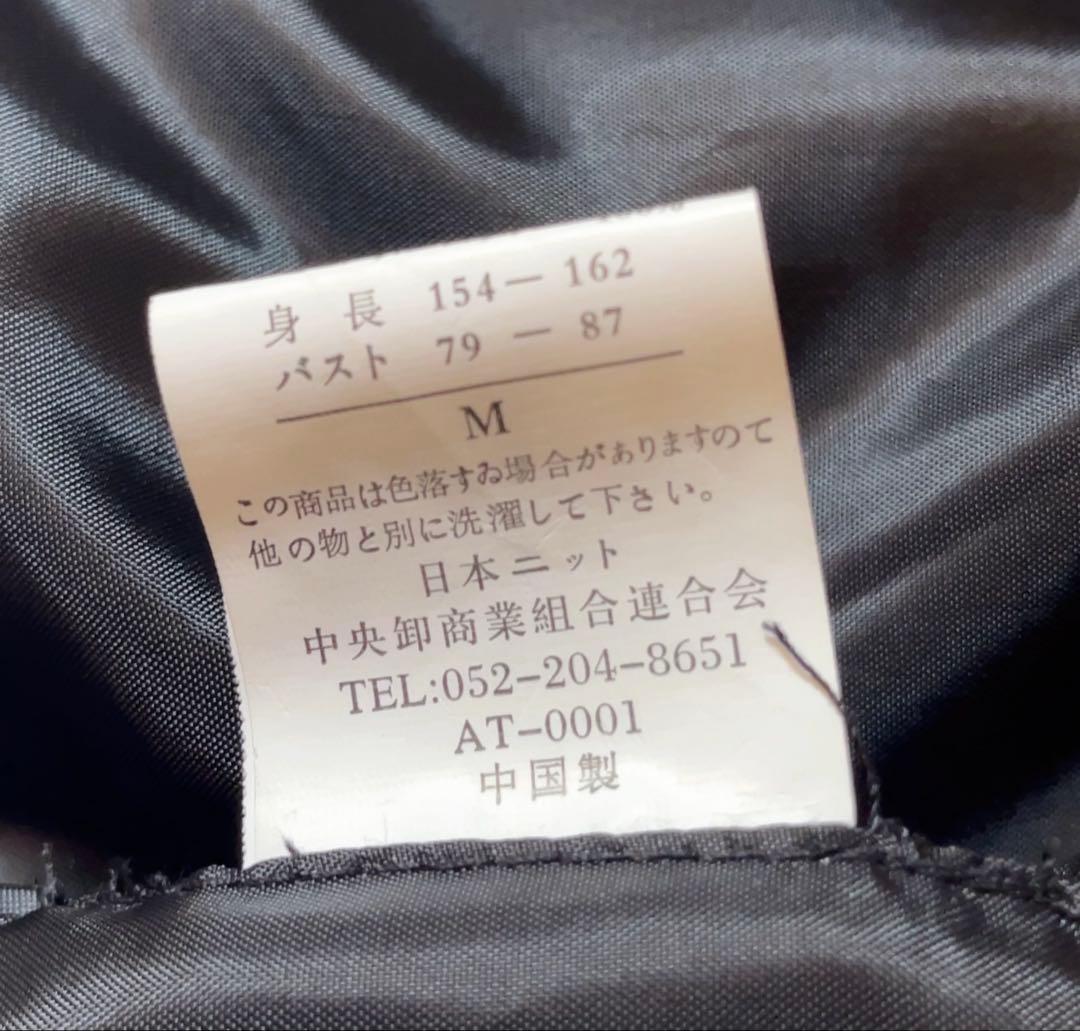 身長 154－162
バスト 79－87
M
この商品は色落すゐ場合がありますのて
他の物と別に洗濯して下さい。
日本ニット
中央卸商業組合連合会
TEL:052-204-8651
AT-0001
中国製